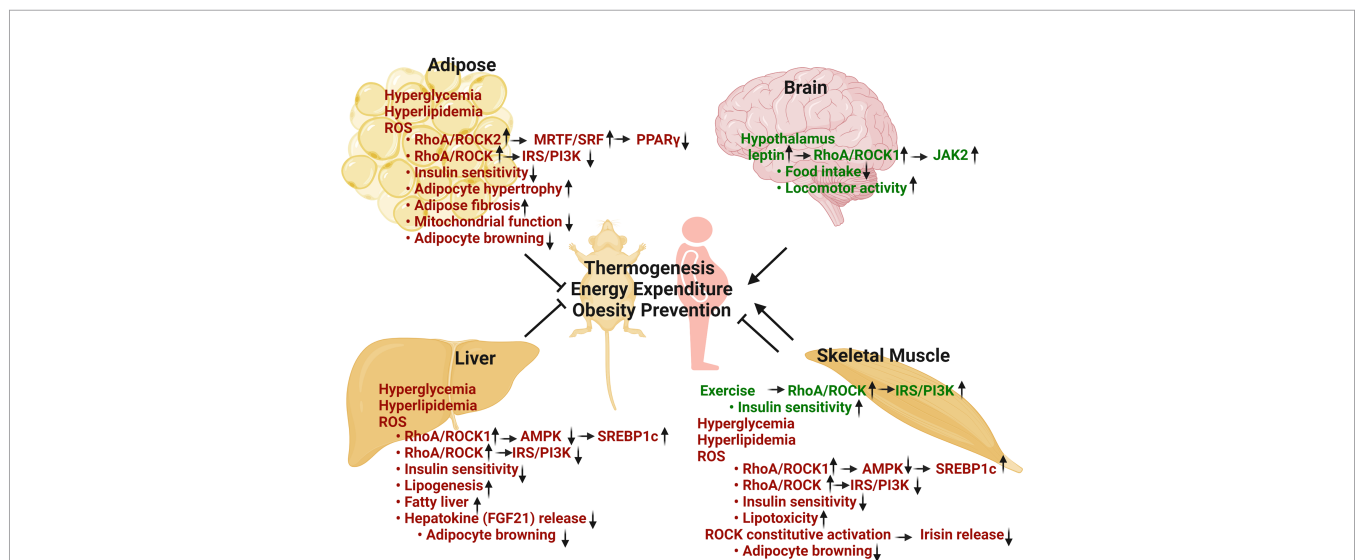 Adipose
Hyperglycemia
Hyperlipidemia
ROS
• RhoA/ROCK2↑→ MRTF/SRF↑→ PPARγ↓
• RhoA/ROCK↑→IRS/PI3K↓
• Insulin sensitivity↓
• Adipocyte hypertrophy↑
• Adipose fibrosis↑
• Mitochondrial function↓
• Adipocyte browning↓
Brain
Hypothalamus
leptin↑→RhoA/ROCK1↑→ JAK2↑
• Food intake↓
• Locomotor activity↑
Thermogenesis
Energy Expenditure
Obesity Prevention
Liver
Hyperglycemia
Hyperlipidemia
ROS
• RhoA/ROCK1↑→ AMPK↓→ SREBP1c↑
• RhoA/ROCK↑→IRS/PI3K↓
• Insulin sensitivity↓
• Lipogenesis↑
• Fatty liver↑
• Hepatokine (FGF21) release↓
• Adipocyte browning↓
Skeletal Muscle
Exercise →RhoA/ROCK↑→IRS/PI3K↑
• Insulin sensitivity↑
Hyperglycemia
Hyperlipidemia
ROS
• RhoA/ROCK1↑→ AMPK↓→ SREBP1c↑
• RhoA/ROCK↑→IRS/PI3K↓
• Insulin sensitivity↓
• Lipotoxicity↑
ROCK constitutive activation → Irisin release↓
• Adipocyte browning↓